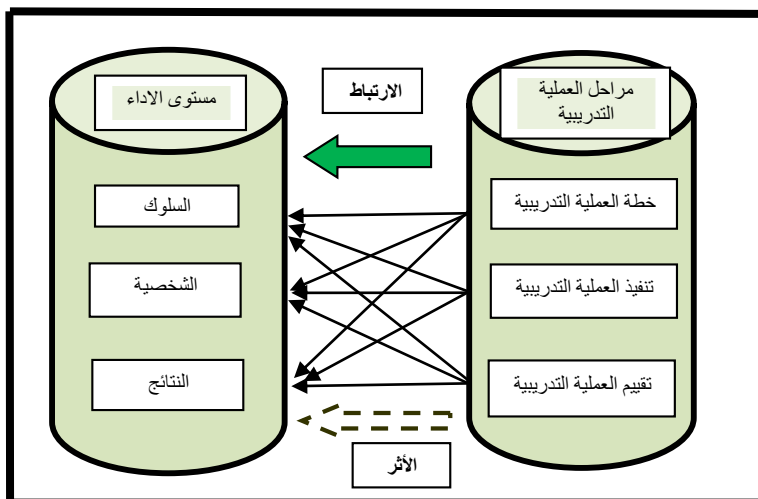 مراحل العملية
التدريبية
الارتباط
مستوى الاداء
خطة العملية التدريبية
السلوك
تنفيذ العملية التدريبية
الشخصية
تقييم العملية التدريبية
النتائج
الأثر